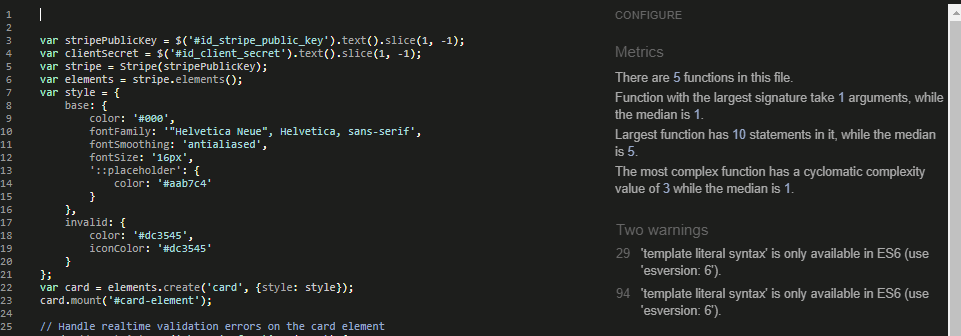 CONFIGURE
1
2
3 var stripePublicKey = $('#id_stripe_public_key').text().slice(1, -1);
4 var clientSecret = $('#id_client_secret').text().slice(1, -1);
5 var stripe = Stripe(stripePublicKey);
6 var elements = stripe.elements();
7 var style = {
8 base: {
9 color: '#000',
10 fontFamily: '"Helvetica Neue", Helvetica, sans-serif',
11 fontSmoothing: 'antialiased',
12 fontSize: '16px',
13 '::placeholder': {
14 color: '#aab7c4'
15 }
16 },
17 invalid: {
18 color: '#dc3545',
19 iconColor: '#dc3545'
20 }
21 };
22 var card = elements.create('card', {style: style});
23 card.mount('#card-element');
24
25 // Handle realtime validation errors on the card element
Metrics
There are 5 functions in this file.
Function with the largest signature take 1 arguments, while
the median is 1.
Largest function has 10 statements in it, while the median
is 5.
The most complex function has a cyclomatic complexity
value of 3 while the median is 1.
Two warnings
29 'template literal syntax' is only available in ES6 (use
'esversion: 6').
94 'template literal syntax' is only available in ES6 (use
'esversion: 6').